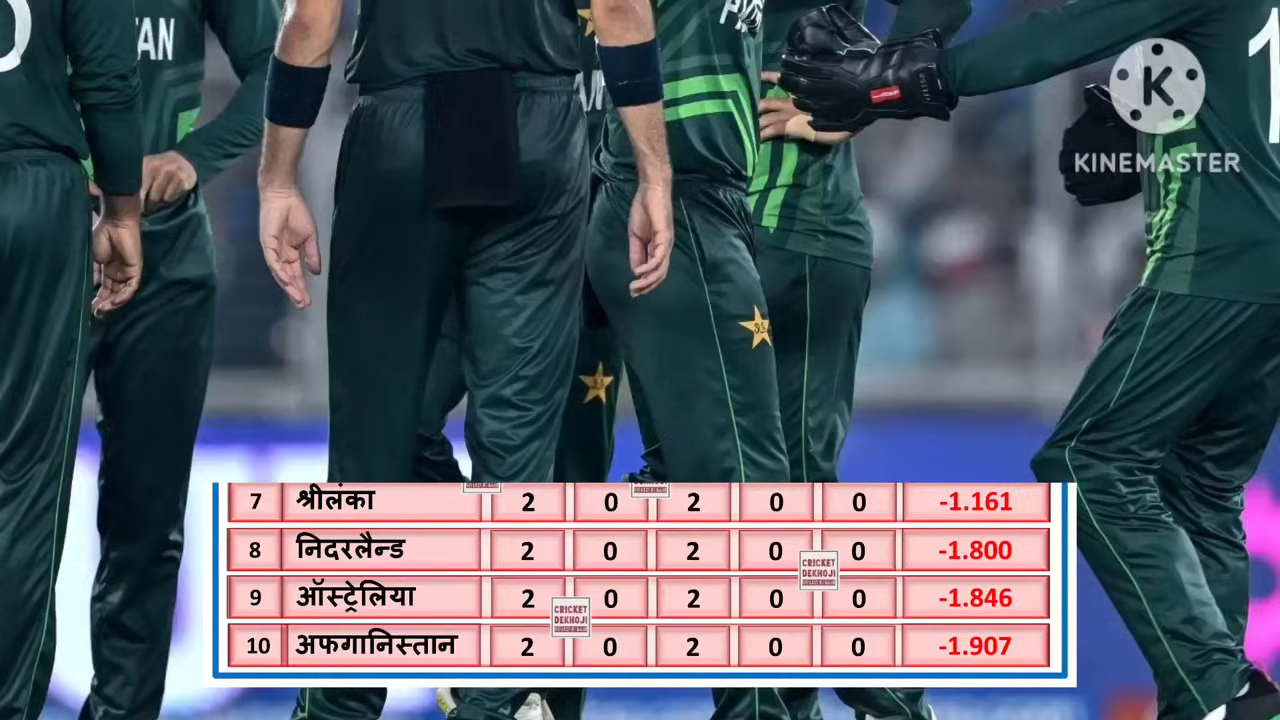 TAN
K
KINEMASTER
7 श्रीलंका 2 0 2 0 0 -1.161
8 निदरलैन्ड 2 0 2 0 0 -1.800
9 ऑस्ट्रेलिया 2 0 2 0 0 -1.846
10 अफगानिस्तान 2 0 2 0 0 -1.907
CRICKET
DEKHOJI
CRICKET
DEKHOJI